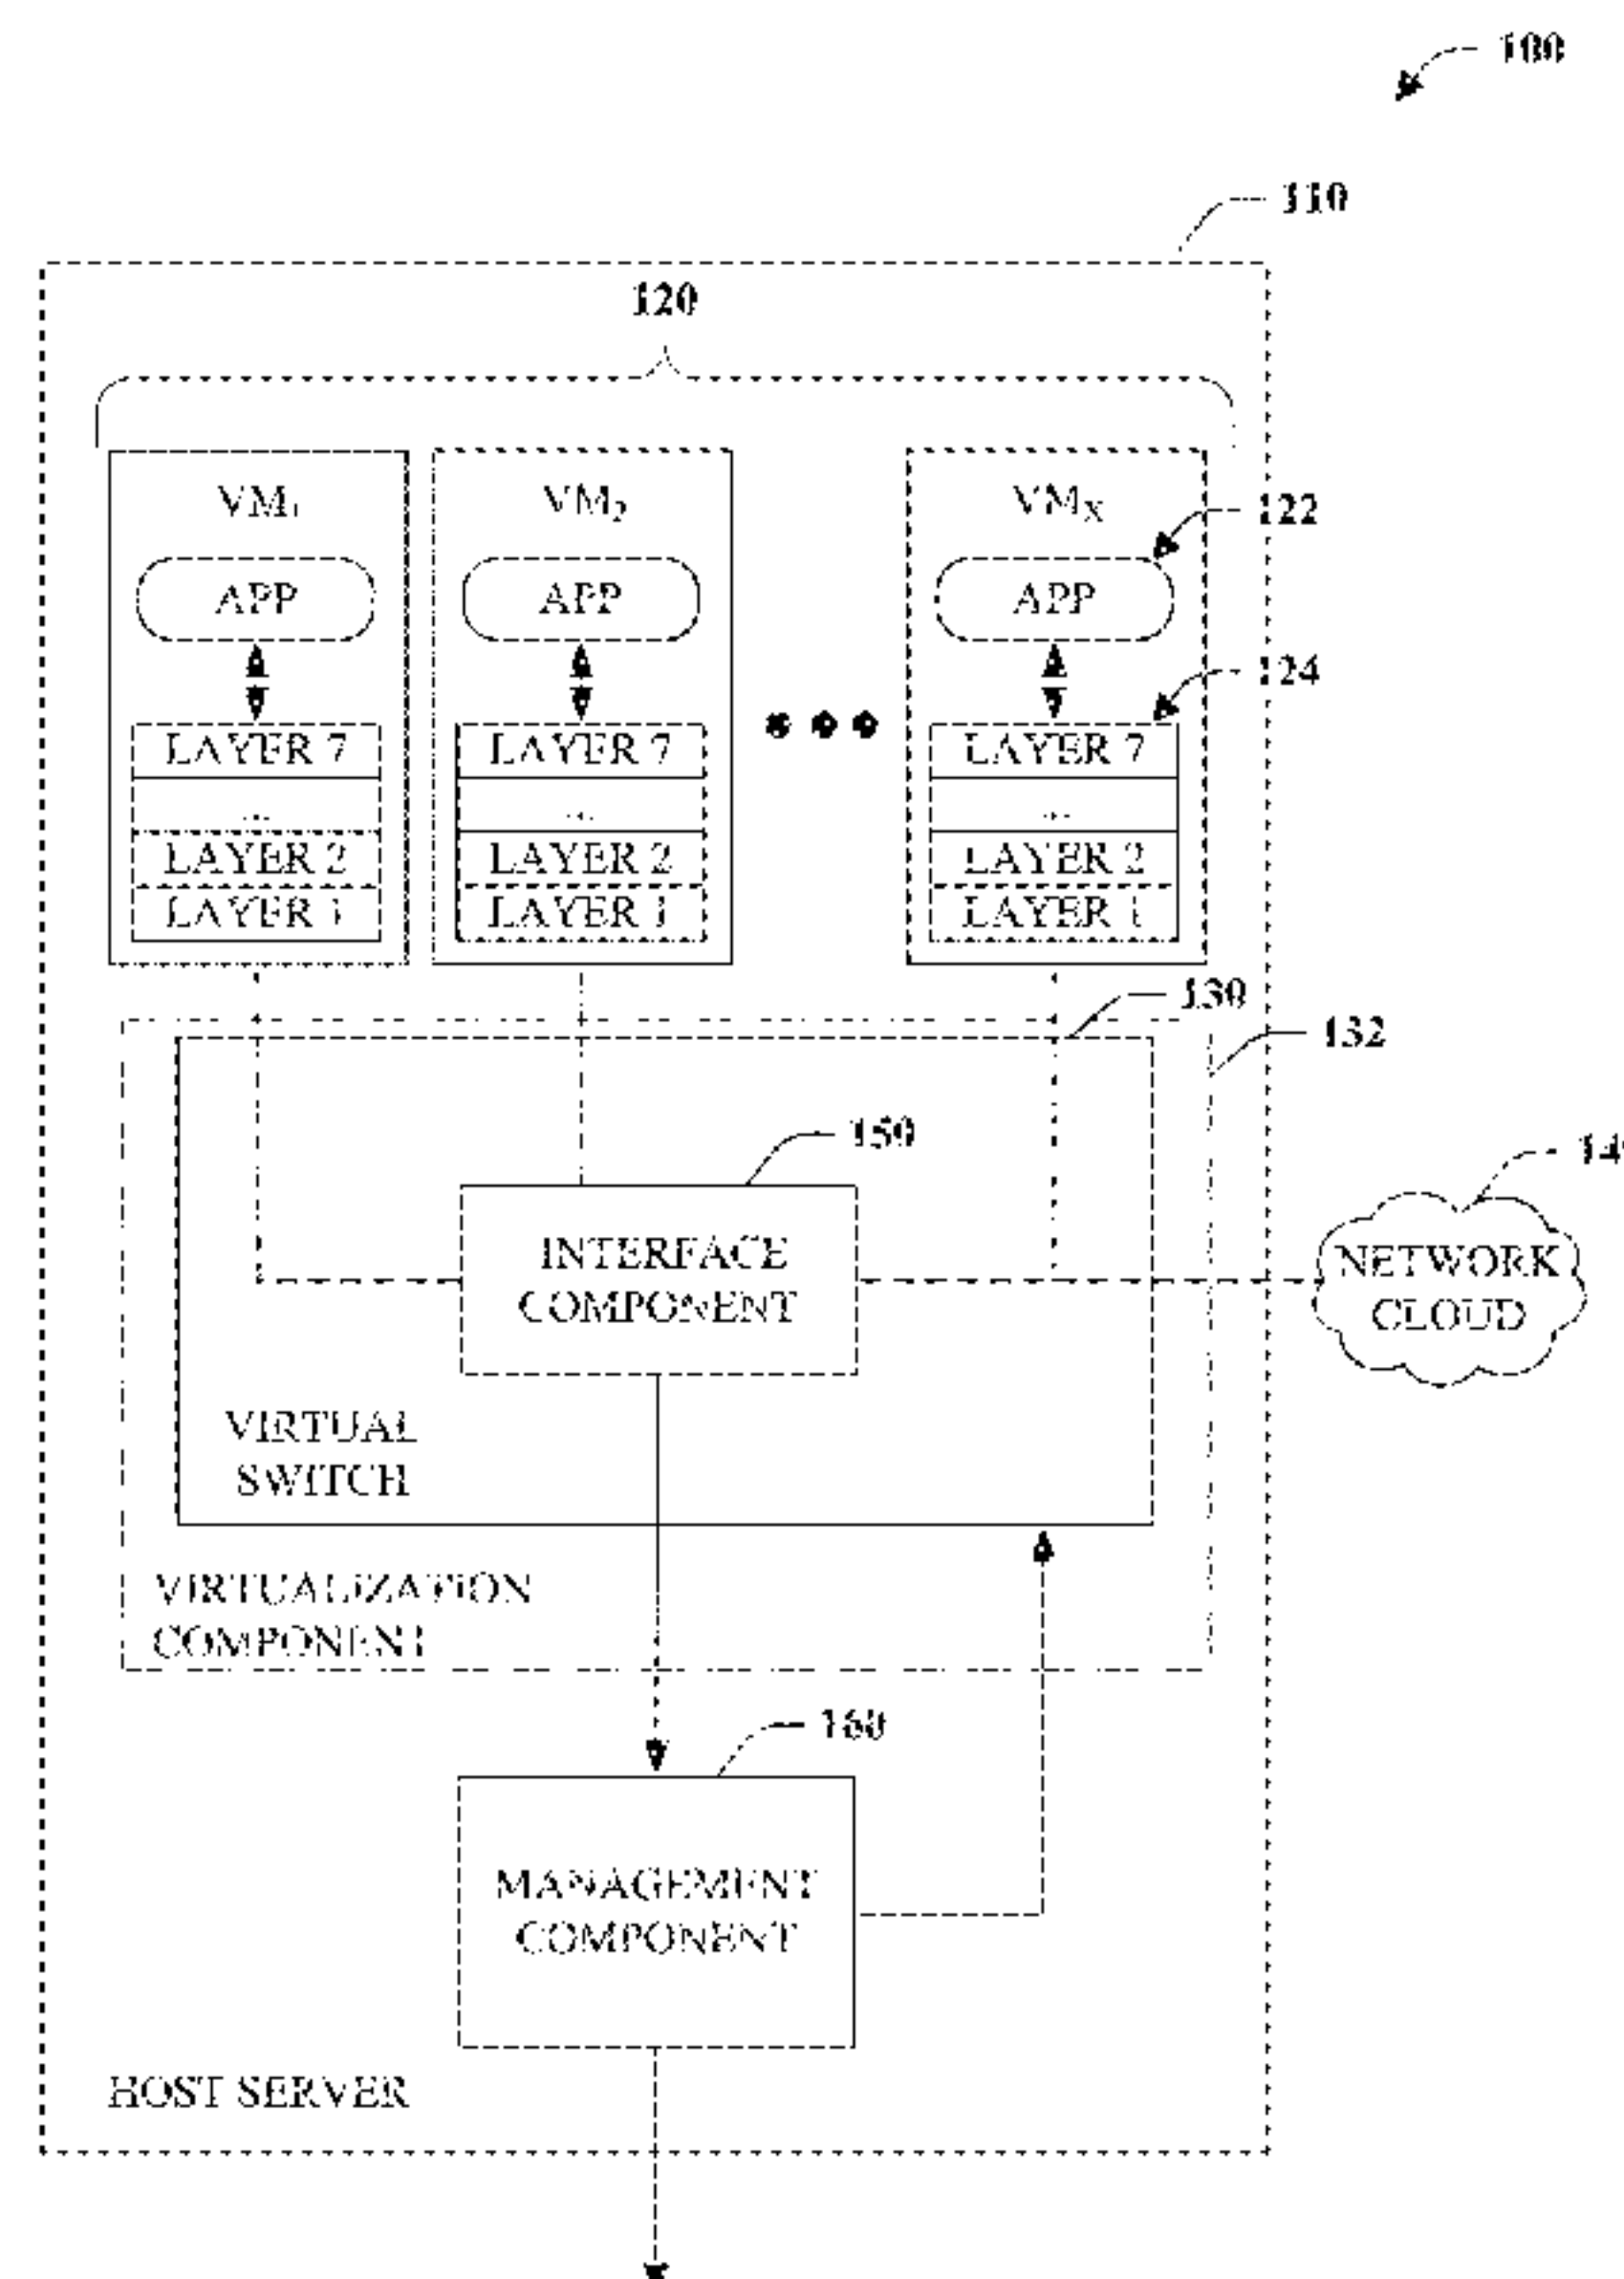 100
110
120
VM1 VM2 VMX
122
APP APP APP
124
LAYER 7 LAYER 7 LAYER 7
... ... ...
LAYER 2 LAYER 2 LAYER 2
LAYER 1 LAYER 1 LAYER 1
130
132
150
INTERFACE
COMPONENT
NETWORK
CLOUD
VIRTUAL
SWITCH
VIRTUALIZATION
COMPONENT
160
MANAGEMENT
COMPONENT
HOST SERVER